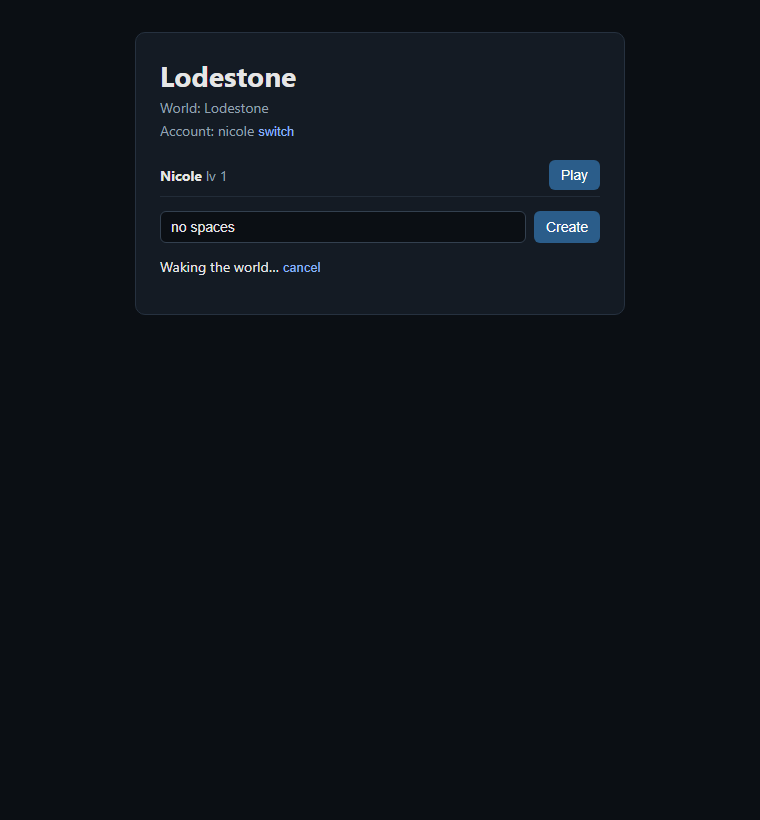 Lodestone
World: Lodestone
Account: nicole switch
Nicole lv 1 Play
no spaces Create
Waking the world... cancel